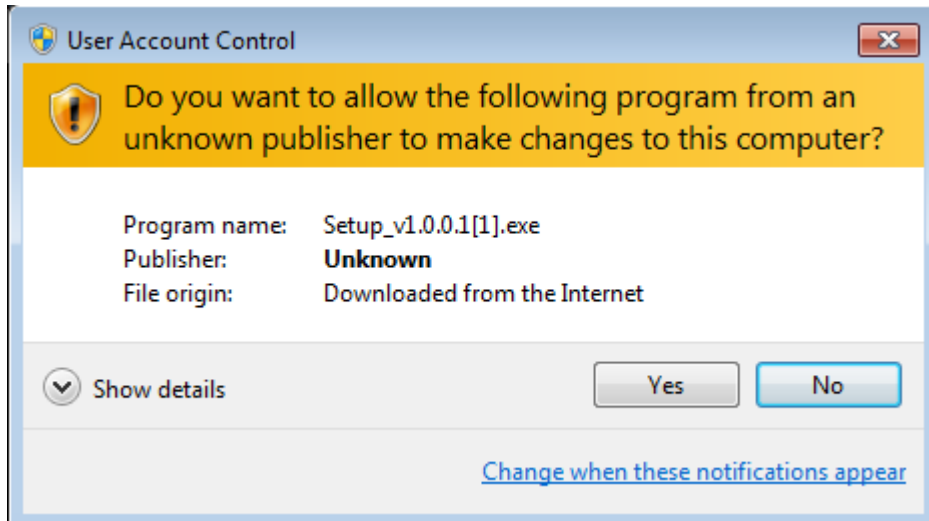 User Account Control
Do you want to allow the following program from an
unknown publisher to make changes to this computer?
Program name: Setup_v1.0.0.1[1].exe
Publisher: Unknown
File origin: Downloaded from the Internet
Show details Yes No
Change when these notifications appear